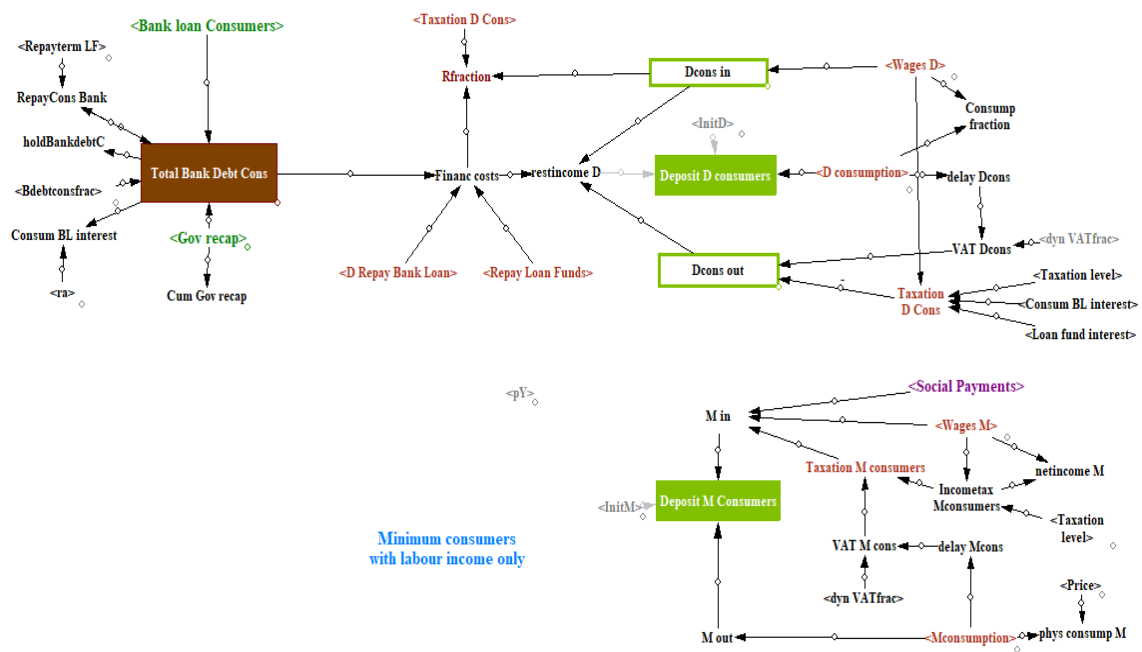 <Taxation D Cons>
<Bank loan Consumers>
<Repayterm LF>
Rfraction
Dcons in
<Wages D>
RepayCons Bank
Consump
fraction
<InitD>
holdBankdebtC
Total Bank Debt Cons
Financ costs
restincome D
Deposit D consumers
<D consumption>
delay Dcons
<Bdebtconsfrac>
Consum BL interest
<Gov recap>
VAT Dcons
<dyn VATfrac>
<D Repay Bank Loan>
<Repay Loan Funds>
Dcons out
<Taxation level>
<ra>
Cum Gov recap
-
Taxation
D Cons
<Consum BL interest>
<Loan fund interest>
<Social Payments>
<pY>
M in
<Wages M>
Taxation M consumers
netincome M
Incometax
Mconsumers
Deposit M Consumers
<InitM>
<Taxation
level>
Minimum consumers
with labour income only
VAT M cons
delay Mcons
<dyn VATfrac>
<Price>
M out
<Mconsumption>
phys consump M